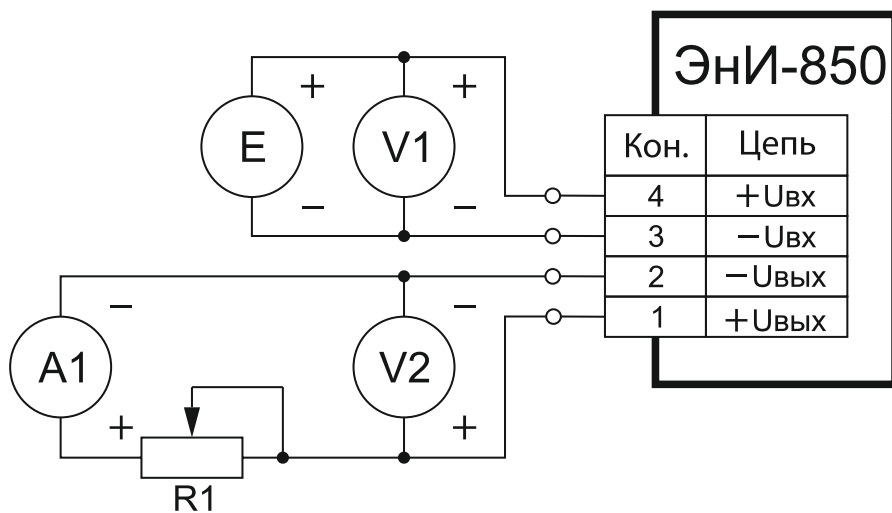 ЭнИ-850
+ +
E V1
Кон. Цепь
4 +Uвх
− −
3 −Uвх
2 −Uвых
− −
1 +Uвых
A1 V2
+ +
R1